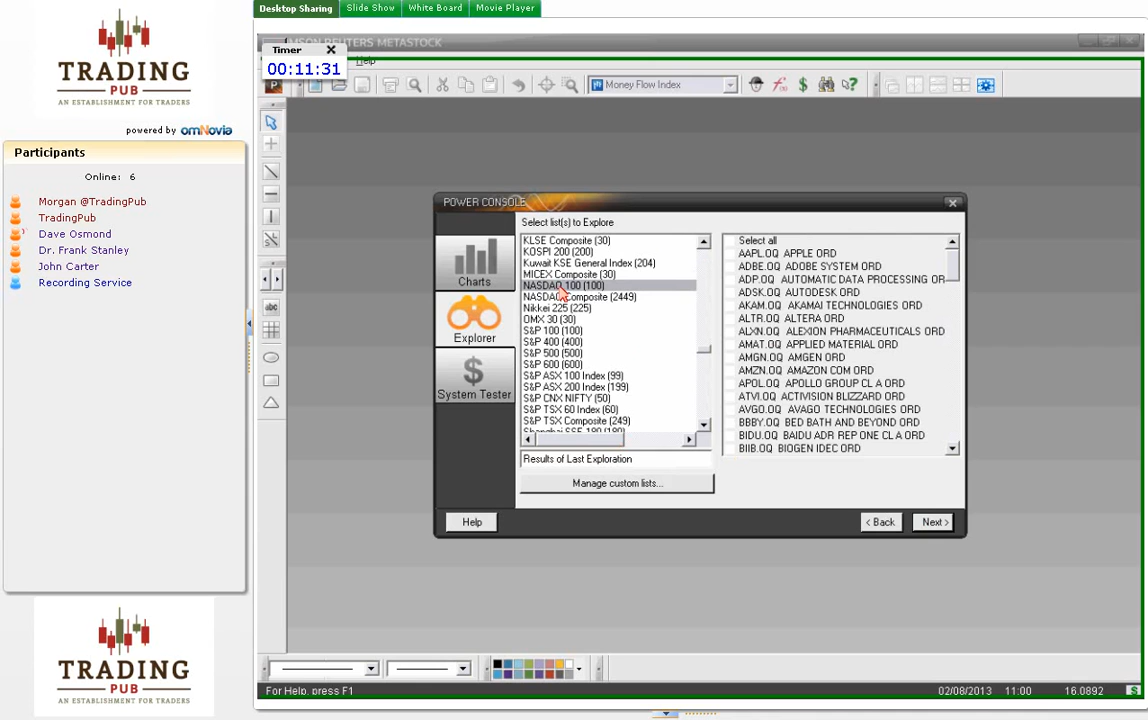 Desktop Sharing
Slide Show
White Board
Movie Player
TRADING
PUB
AN ESTABLISHMENT FOR TRADERS
powered by omNovia
Participants
Online: 6
Morgan @TradingPub
TradingPub
Dave Osmond
Dr. Frank Stanley
John Carter
Recording Service
TRADING
PUB
AN ESTABLISHMENT FOR TRADERS
REUTERS METASTOCK
Timer
00:11:31
Help
Money Flow Index
abc
POWER CONSOLE
Charts
Explorer
System Tester
Select list(s) to Explore
KLSE Composite (30)
KOSPI 200 (200)
Kuwait KSE General Index (204)
MICEX Composite (30)
NASDAQ 100 (100)
NASDAQ Composite (2449)
Nikkei 225 (225)
OMX 30 (30)
S&P 100 (100)
S&P 400 (400)
S&P 500 (500)
S&P 600 (600)
S&P ASX 100 Index (99)
S&P ASX 200 Index (199)
S&P CNX NIFTY (50)
S&P TSX 60 Index (60)
S&P TSX Composite (249)
Shanghai SSE 180 (180)
Results of Last Exploration
Manage custom lists...
Select all
AAPL.OQ APPLE ORD
ADBE.OQ ADOBE SYSTEM ORD
ADP.OQ AUTOMATIC DATA PROCESSING OR
ADSK.OQ AUTODESK ORD
AKAM.OQ AKAMAI TECHNOLOGIES ORD
ALTR.OQ ALTERA ORD
ALXN.OQ ALEXION PHARMACEUTICALS ORD
AMAT.OQ APPLIED MATERIAL ORD
AMGN.OQ AMGEN ORD
AMZN.OQ AMAZON COM ORD
APOL.OQ APOLLO GROUP CL A ORD
ATVI.OQ ACTIVISION BLIZZARD ORD
AVGO.OQ AVAGO TECHNOLOGIES ORD
BBBY.OQ BED BATH AND BEYOND ORD
BIDU.OQ BAIDU ADR REP ONE CL A ORD
BIIB.OQ BIOGEN IDEC ORD
Help
< Back
Next >
For Help, press F1
02/08/2013
11:00
16.0892